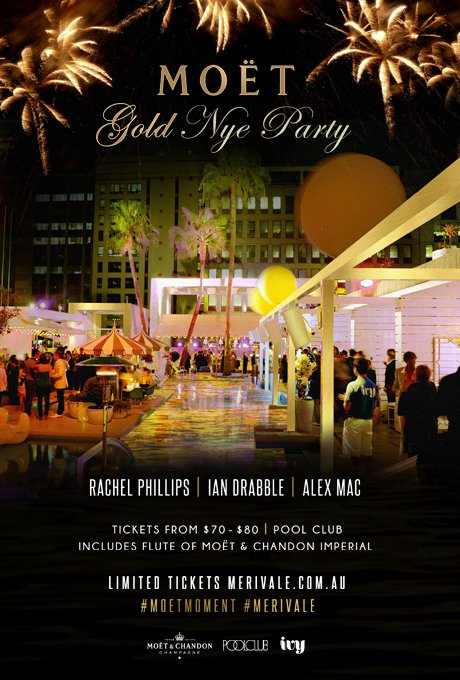 MOËT
Gold Nye Party
RACHEL PHILLIPS | IAN DRABBLE | ALEX MAC
TICKETS FROM $70 - $80 | POOL CLUB
INCLUDES FLUTE OF MOËT & CHANDON IMPERIAL
LIMITED TICKETS MERIVALE.COM.AU
#MOETMOMENT #MERIVALE
MOËT & CHANDON
CHAMPAGNE
POOLCLUB
ivy